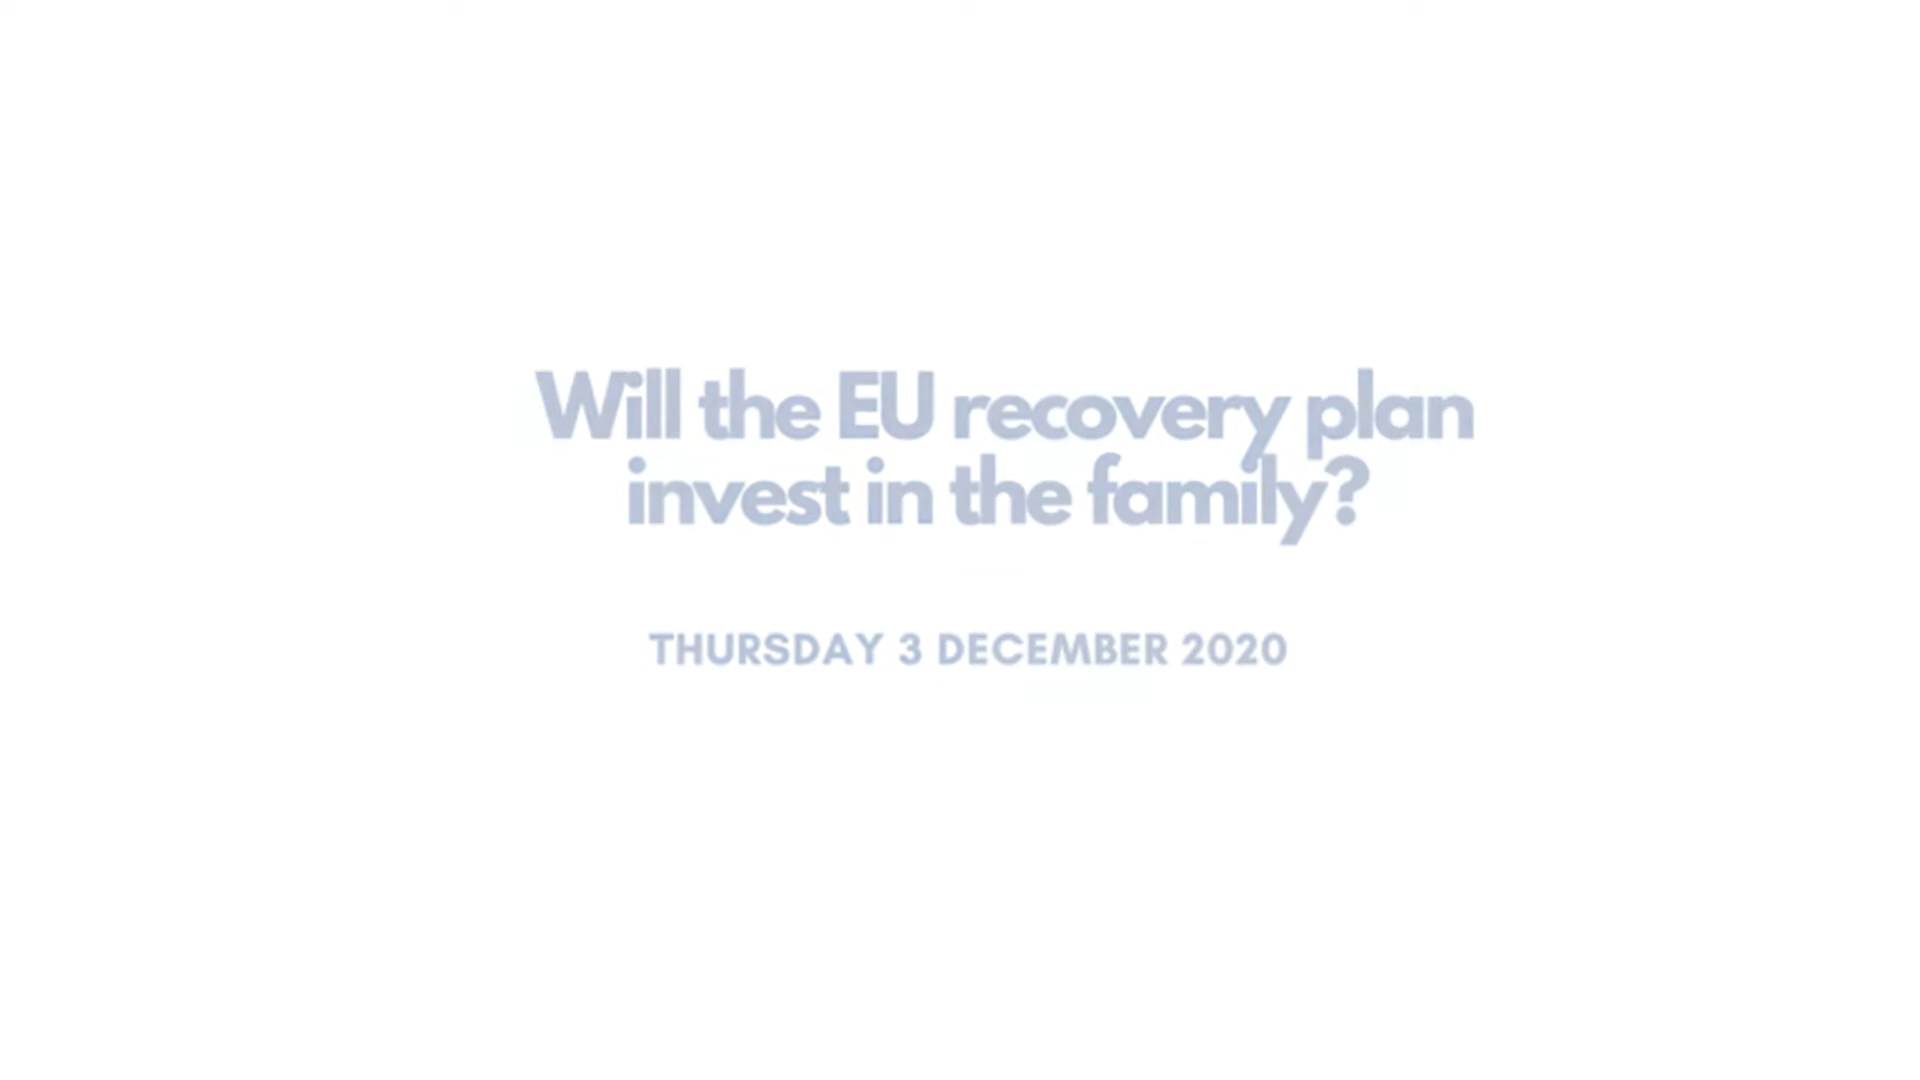 Will the EU recovery plan
invest in the family?
THURSDAY 3 DECEMBER 2020